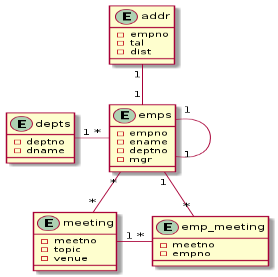 E addr
empno
tal
dist
1
1
E depts
deptno
dname
1 *
E emps
empno
ename
deptno
mgr
1
1
*
1
*
*
E meeting
meetno
topic
venue
1 *
E emp_meeting
meetno
empno